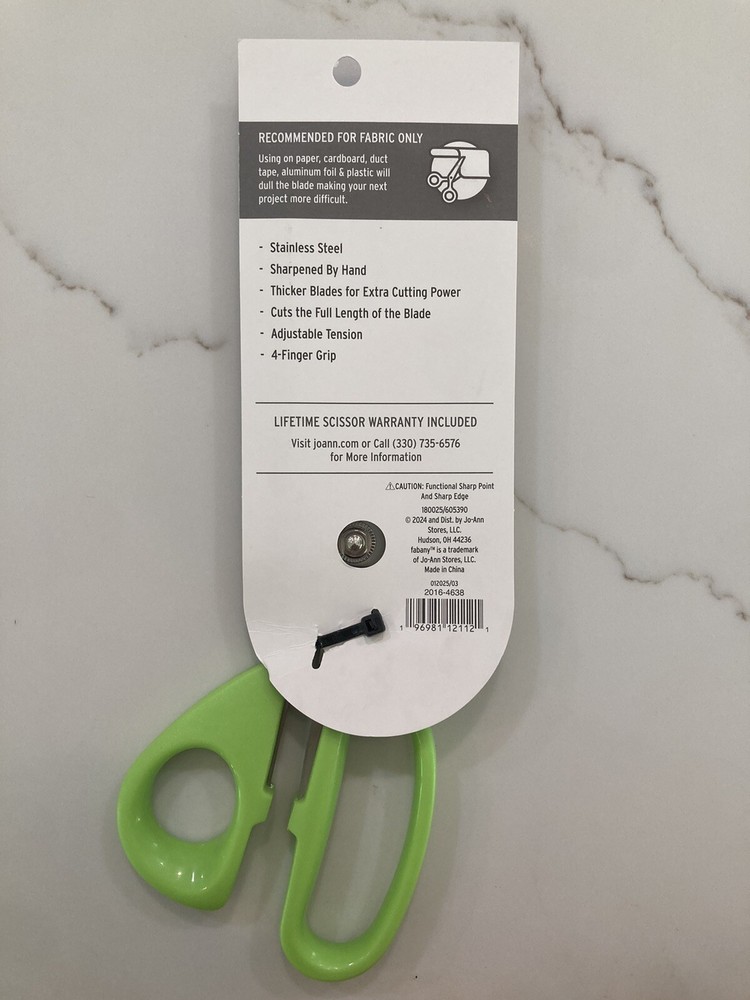 RECOMMENDED FOR FABRIC ONLY
Using on paper, cardboard, duct
tape, aluminum foil & plastic will
dull the blade making your next
project more difficult.
- Stainless Steel
- Sharpened By Hand
- Thicker Blades for Extra Cutting Power
- Cuts the Full Length of the Blade
- Adjustable Tension
- 4-Finger Grip
LIFETIME SCISSOR WARRANTY INCLUDED
Visit joann.com or Call (330) 735-6576
for More Information
⚠CAUTION: Functional Sharp Point
And Sharp Edge
180025/605390
© 2024 and Dist. by Jo-Ann
Stores, LLC.
Hudson, OH 44236
fabany™ is a trademark
of Jo-Ann Stores, LLC.
Made in China
012025/03
2016-4638
1 96981 12112 1